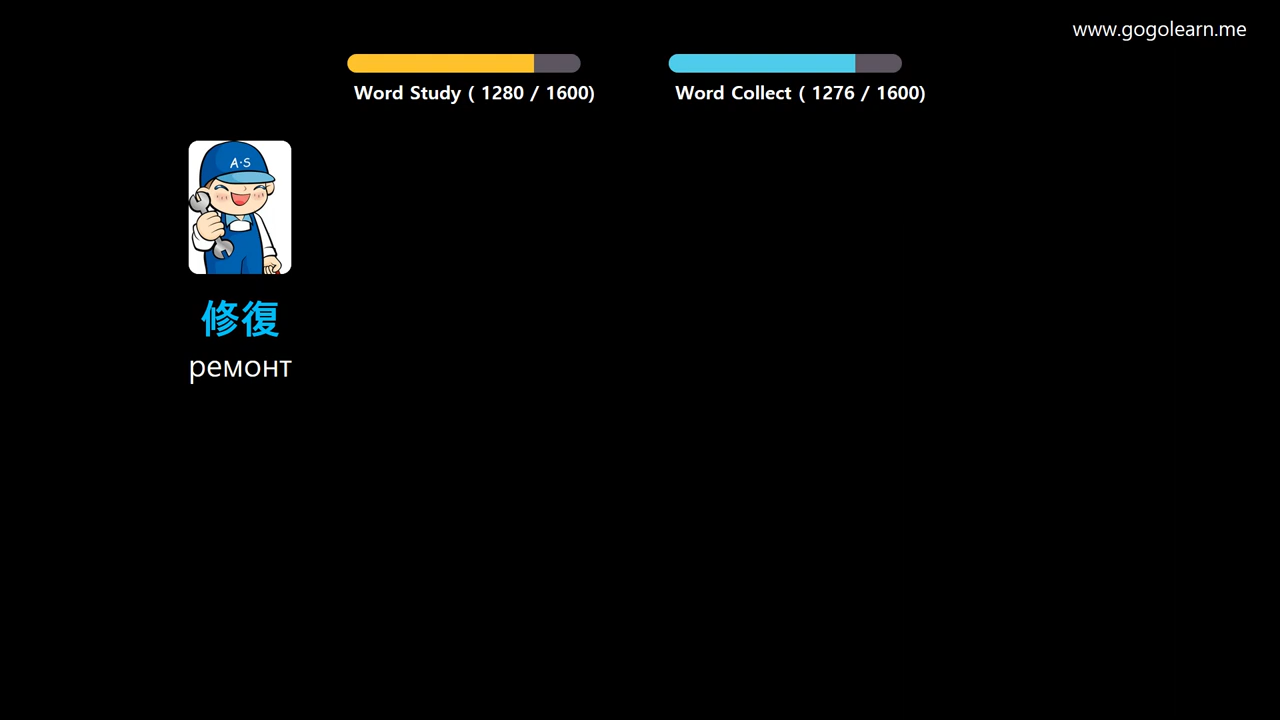 www.gogolearn.me
Word Study ( 1280 / 1600)
Word Collect ( 1276 / 1600)
A·S
修復
ремонт